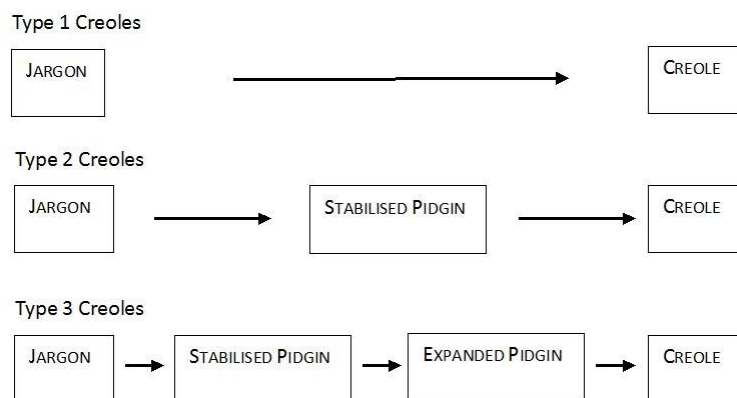 Type 1 Creoles
JARGON CREOLE
Type 2 Creoles
JARGON STABILISED PIDGIN CREOLE
Type 3 Creoles
JARGON STABILISED PIDGIN EXPANDED PIDGIN CREOLE